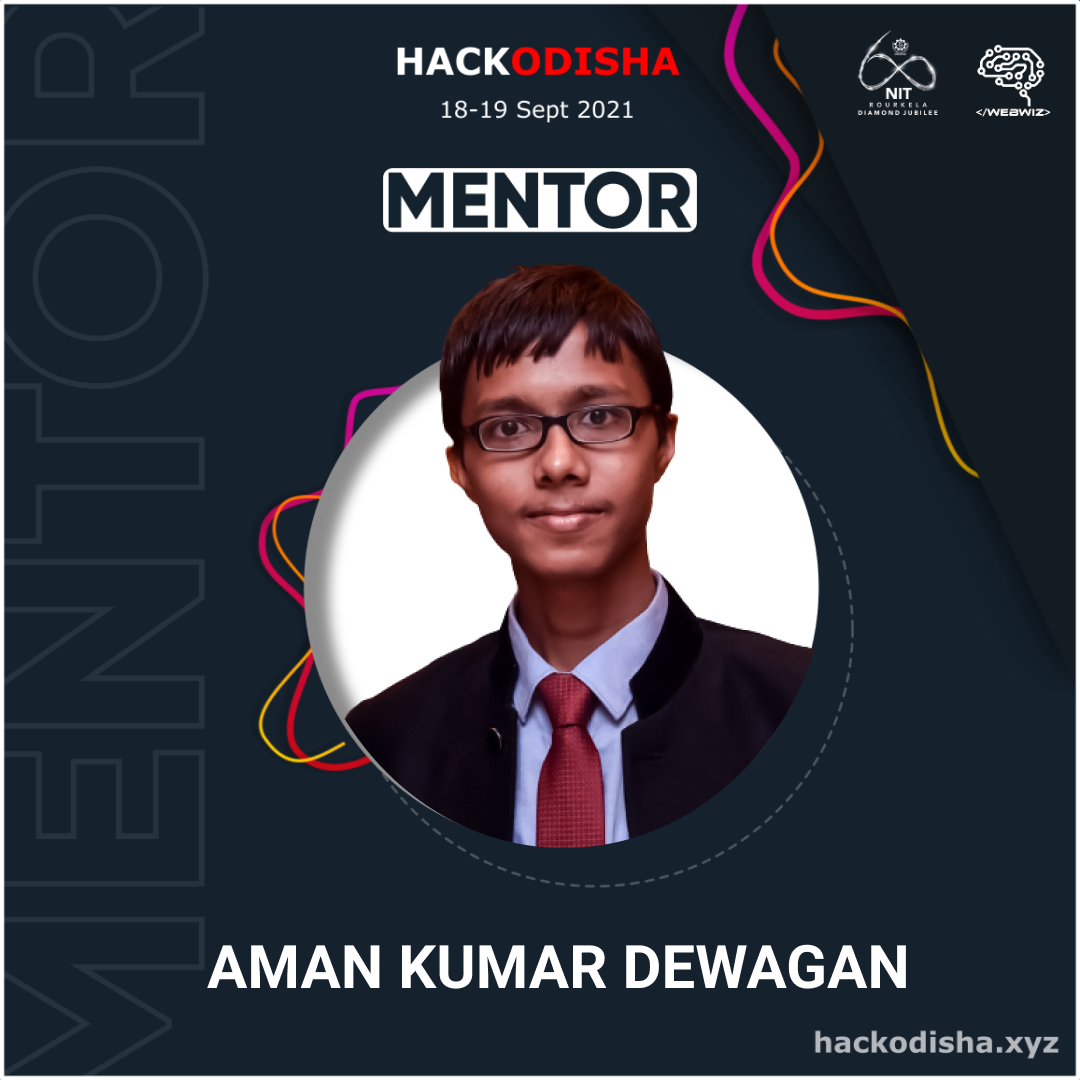 HACKODISHA
18-19 Sept 2021
NIT
ROURKELA
DIAMOND JUBILEE
</WEBWIZ>
MENTOR
MENTOR
AMAN KUMAR DEWAGAN
hackodisha.xyz